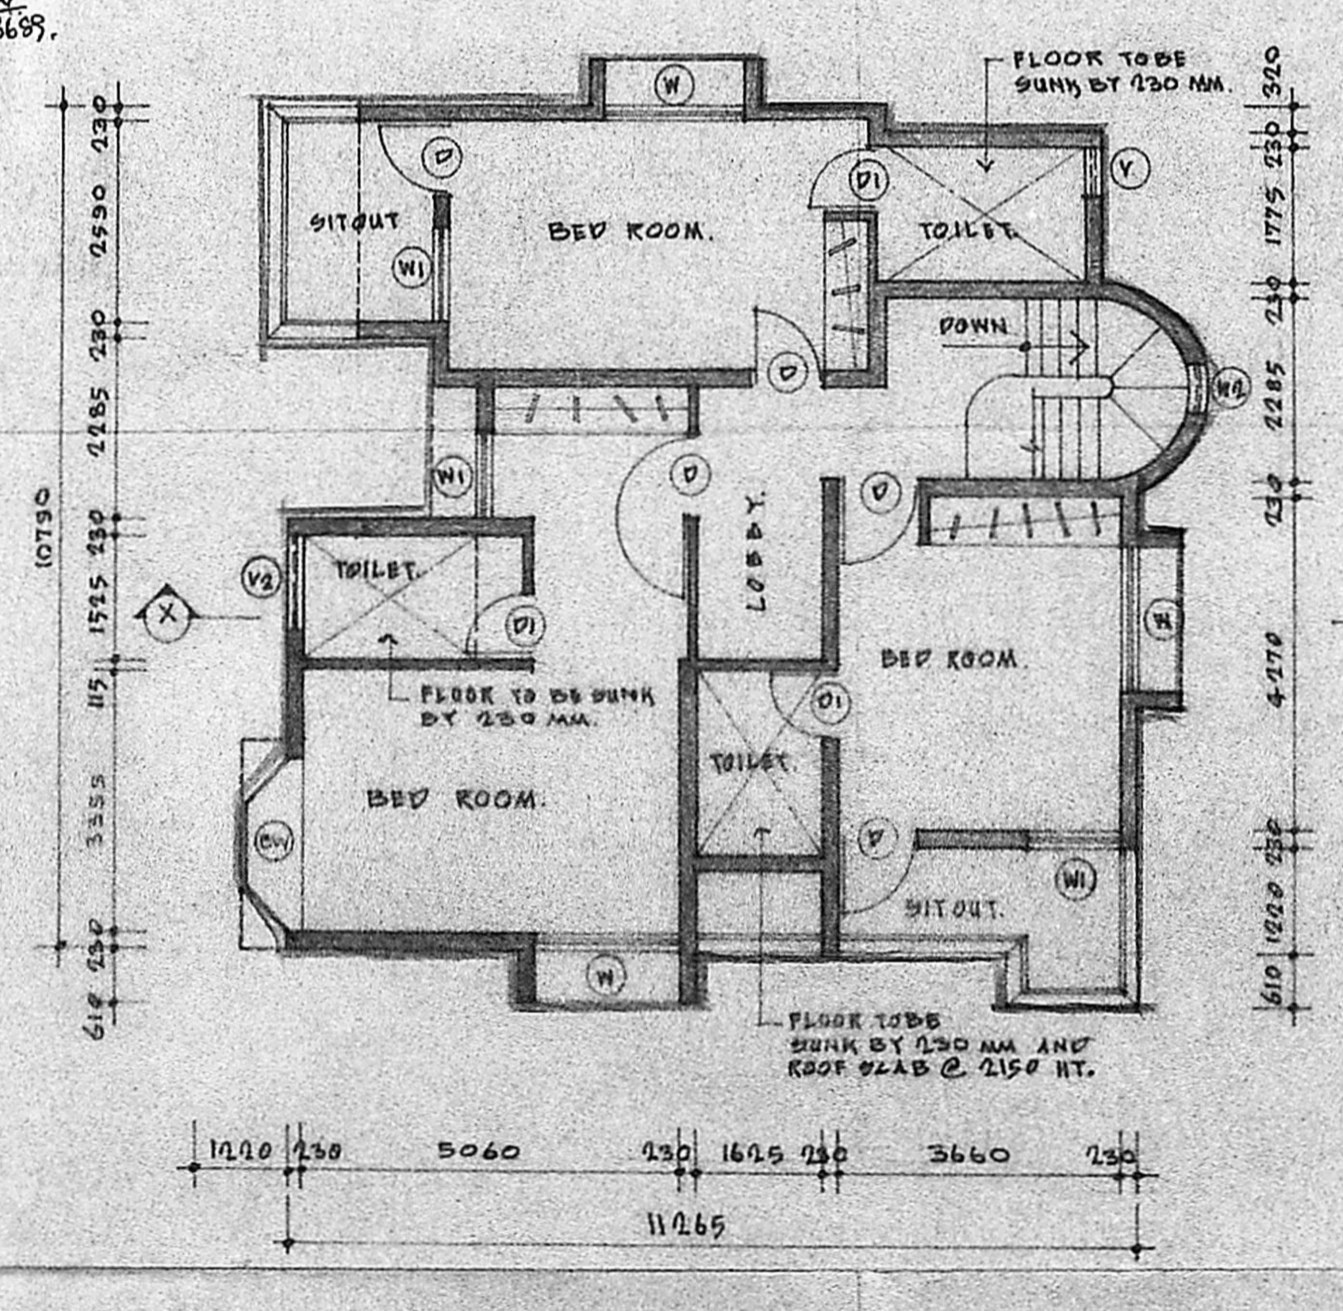 3689.
FLOOR TO BE
SUNK BY 230 MM.
W
D
D1
V
SITOUT
BED ROOM.
TOILET.
W1
DOWN
D
W2
W1
D
D
LOBBY
TOILET.
V2
X
D1
W
BED ROOM.
FLOOR TO BE SUNK
BY 230 MM.
D1
TOILET.
BED ROOM.
BW
D
W1
SITOUT.
W
FLOOR TO BE
SUNK BY 230 MM AND
ROOF SLAB @ 2150 HT.
10790
230
2590
230
2285
230
1525
115
3355
230
610
320
230
1775
230
2285
230
4270
230
1220
610
1220 230 5060 230 1625 230 3660 230
11265